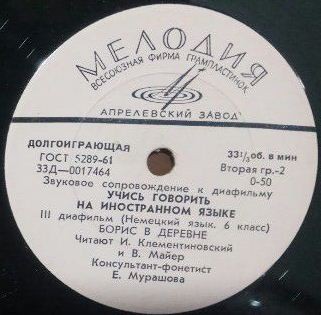 МЕЛОДИЯ
ВСЕСОЮЗНАЯ ФИРМА ГРАМПЛАСТИНОК
АПРЕЛЕВСКИЙ ЗАВОД
ДОЛГОИГРАЮЩАЯ
ГОСТ 5289-61
33Д—0017464
33⅓ об. в мин
Вторая гр.-2
0-50
Звуковое сопровождение к диафильму
УЧИСЬ ГОВОРИТЬ
НА ИНОСТРАННОМ ЯЗЫКЕ
III диафильм (Немецкий язык. 6 класс)
БОРИС В ДЕРЕВНЕ
Читают И. Клементиновский
и В. Майер
Консультант-фонетист
Е. Мурашова